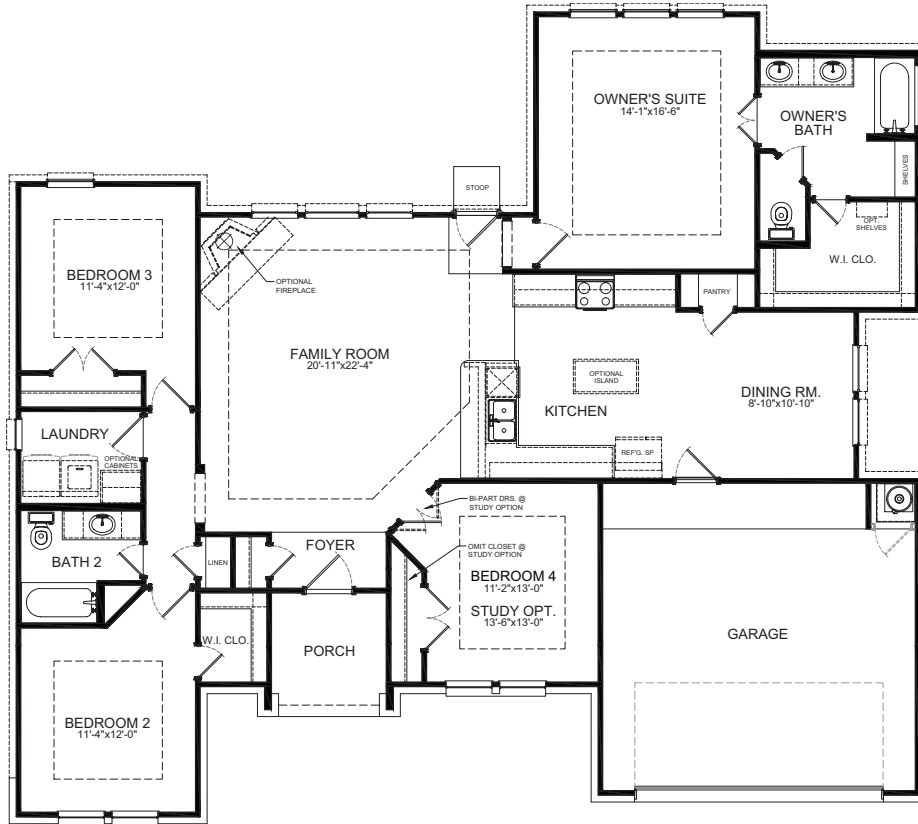 OWNER'S SUITE
14'-1"x16'-6"
OWNER'S
BATH
SHELVES
STOOP
OPT.
SHELVES
W.I. CLO.
BEDROOM 3
11'-4"x12'-0"
OPTIONAL
FIREPLACE
PANTRY
FAMILY ROOM
20'-11"x22'-4"
OPTIONAL
ISLAND
KITCHEN
DINING RM.
8'-10"x10'-10"
LAUNDRY
OPTIONAL
CABINETS
REF'G. SP.
BI-PART DRS. @
STUDY OPTION
BATH 2
LINEN
FOYER
OMIT CLOSET @
STUDY OPTION
BEDROOM 4
11'-2"x13'-0"
STUDY OPT.
13'-6"x13'-0"
GARAGE
W.I. CLO.
PORCH
BEDROOM 2
11'-4"x12'-0"